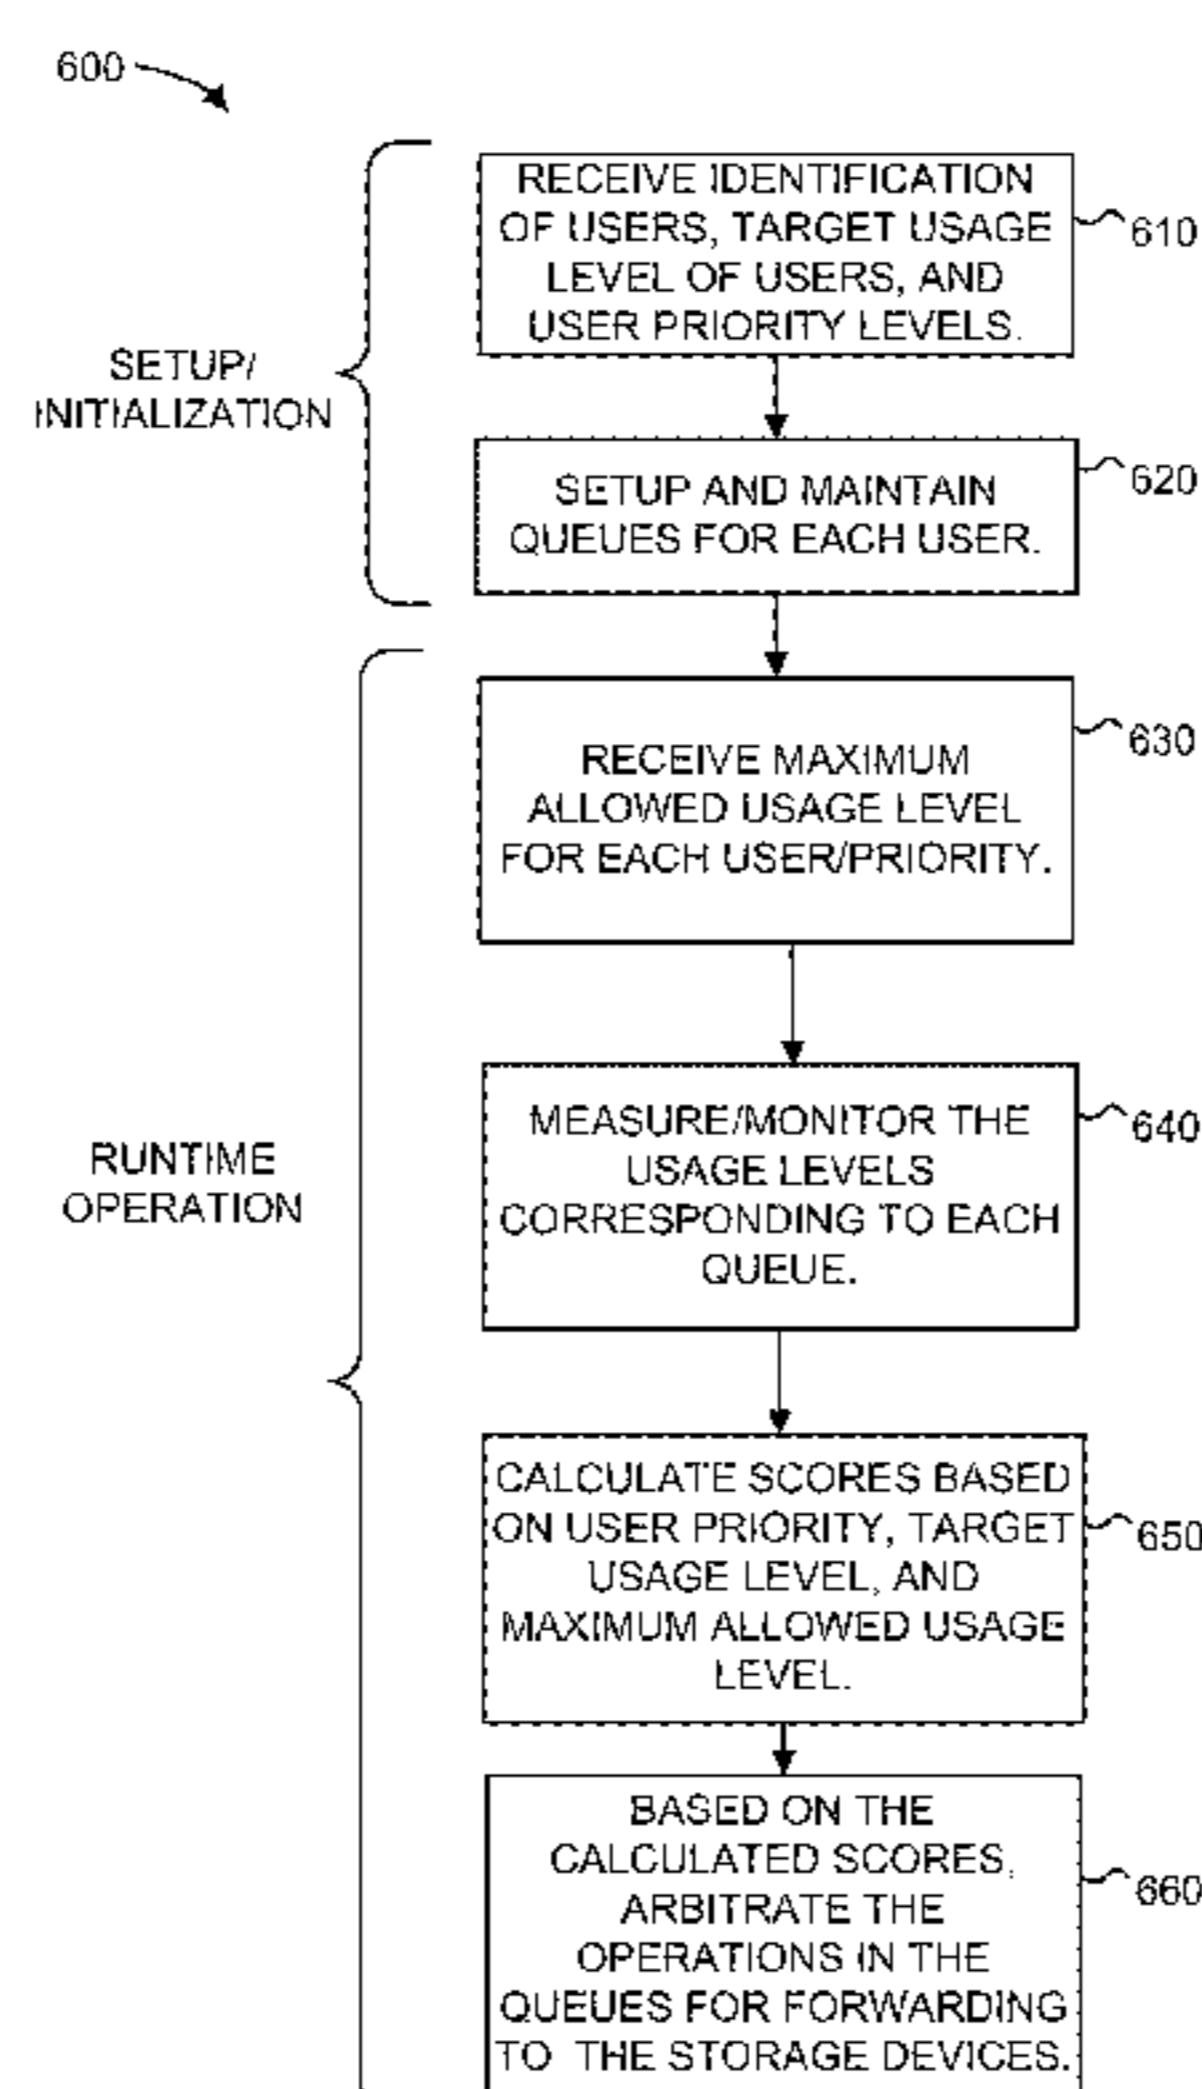 600
RECEIVE IDENTIFICATION
OF USERS, TARGET USAGE
LEVEL OF USERS, AND
USER PRIORITY LEVELS.
610
SETUP/
INITIALIZATION
SETUP AND MAINTAIN
QUEUES FOR EACH USER.
620
RECEIVE MAXIMUM
ALLOWED USAGE LEVEL
FOR EACH USER/PRIORITY.
630
MEASURE/MONITOR THE
USAGE LEVELS
CORRESPONDING TO EACH
QUEUE.
640
RUNTIME
OPERATION
CALCULATE SCORES BASED
ON USER PRIORITY, TARGET
USAGE LEVEL, AND
MAXIMUM ALLOWED USAGE
LEVEL.
650
BASED ON THE
CALCULATED SCORES,
ARBITRATE THE
OPERATIONS IN THE
QUEUES FOR FORWARDING
TO THE STORAGE DEVICES.
660